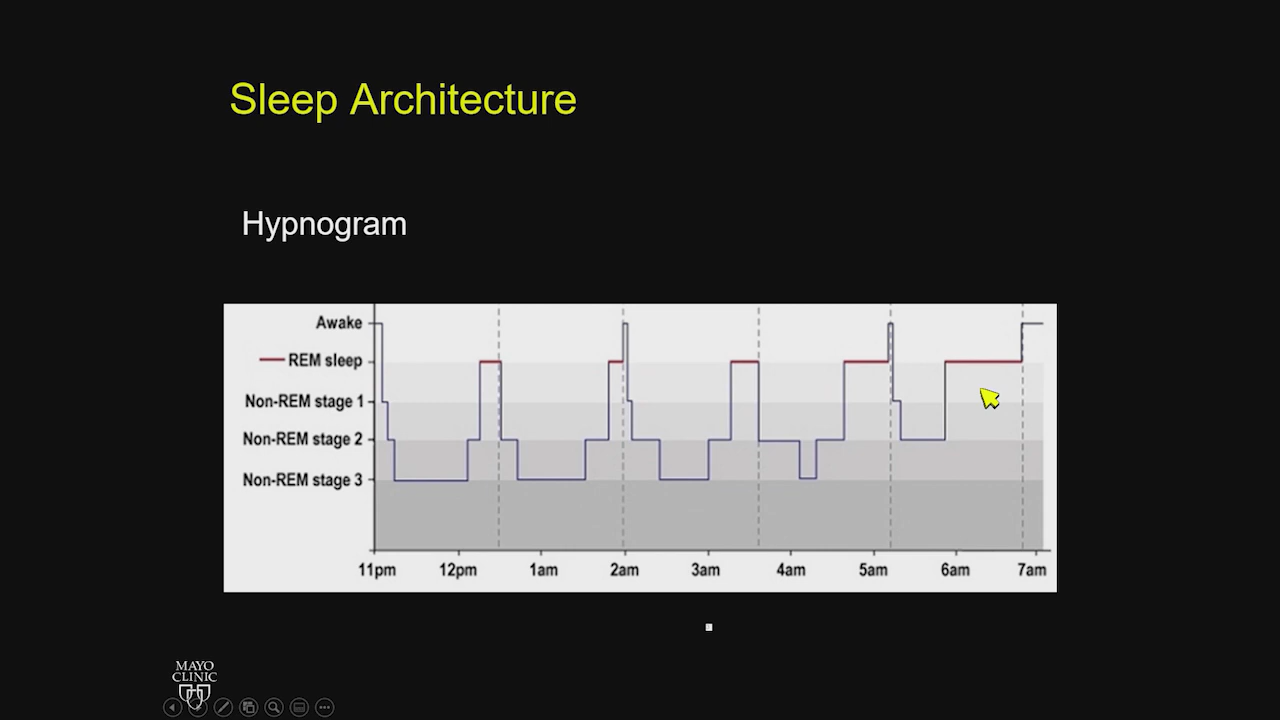 Sleep Architecture
Hypnogram
Awake
REM sleep
Non-REM stage 1
Non-REM stage 2
Non-REM stage 3
11pm 12pm 1am 2am 3am 4am 5am 6am 7am
MAYO
CLINIC